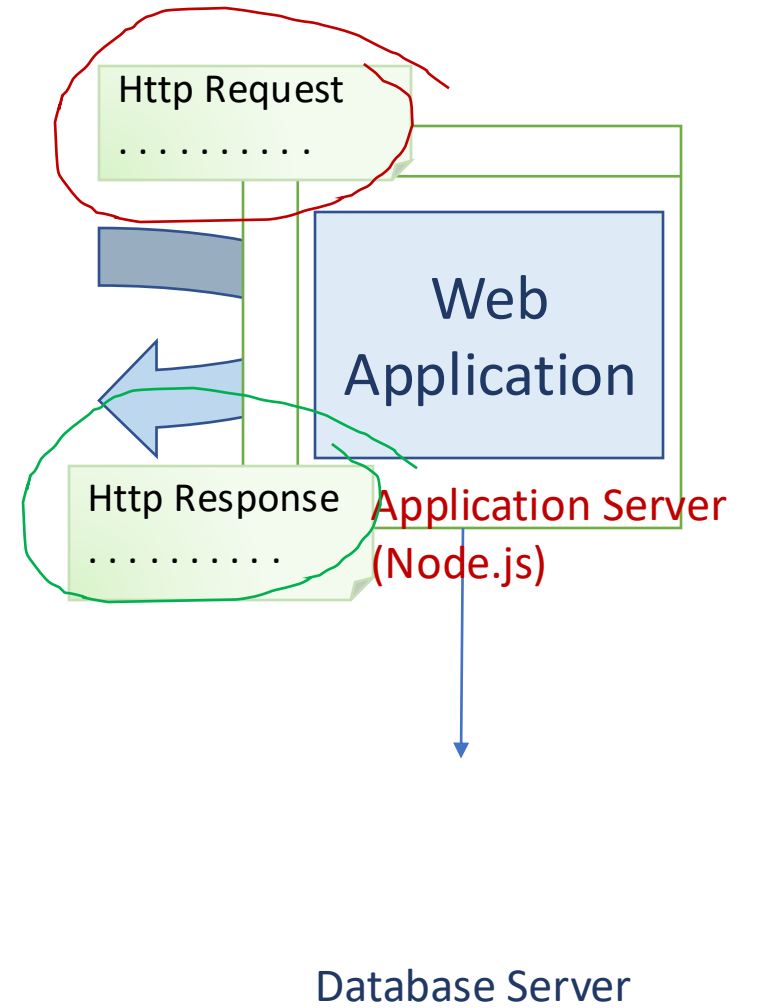 Http Request
. . . . . . . . . .
Web
Application
Http Response
. . . . . . . . . .
Application Server
(Node.js)
Database Server